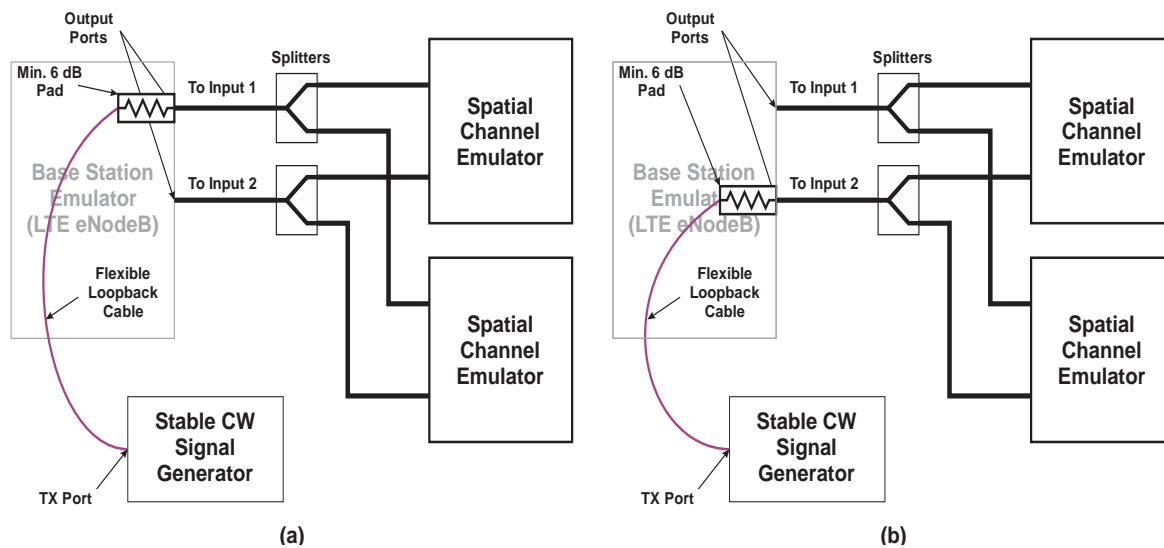 Output
Ports
Min. 6 dB
Pad
To Input 1
Splitters
Spatial
Channel
Emulator
Base Station
Emulator
(LTE eNodeB)
To Input 2
Flexible
Loopback
Cable
Spatial
Channel
Emulator
Stable CW
Signal
Generator
TX Port
(a)
Output
Ports
Min. 6 dB
Pad
To Input 1
Splitters
Spatial
Channel
Emulator
Base Station
Emulat
(LTE eNodeB)
To Input 2
Flexible
Loopback
Cable
Spatial
Channel
Emulator
Stable CW
Signal
Generator
TX Port
(b)